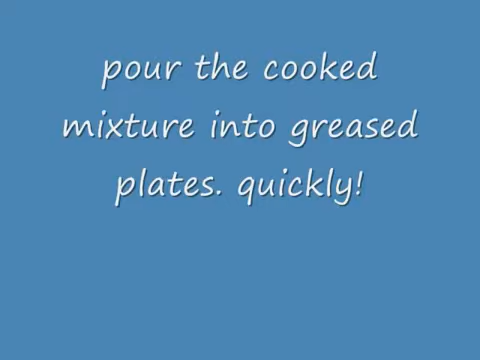 pour the cooked
mixture into greased
plates. quickly!